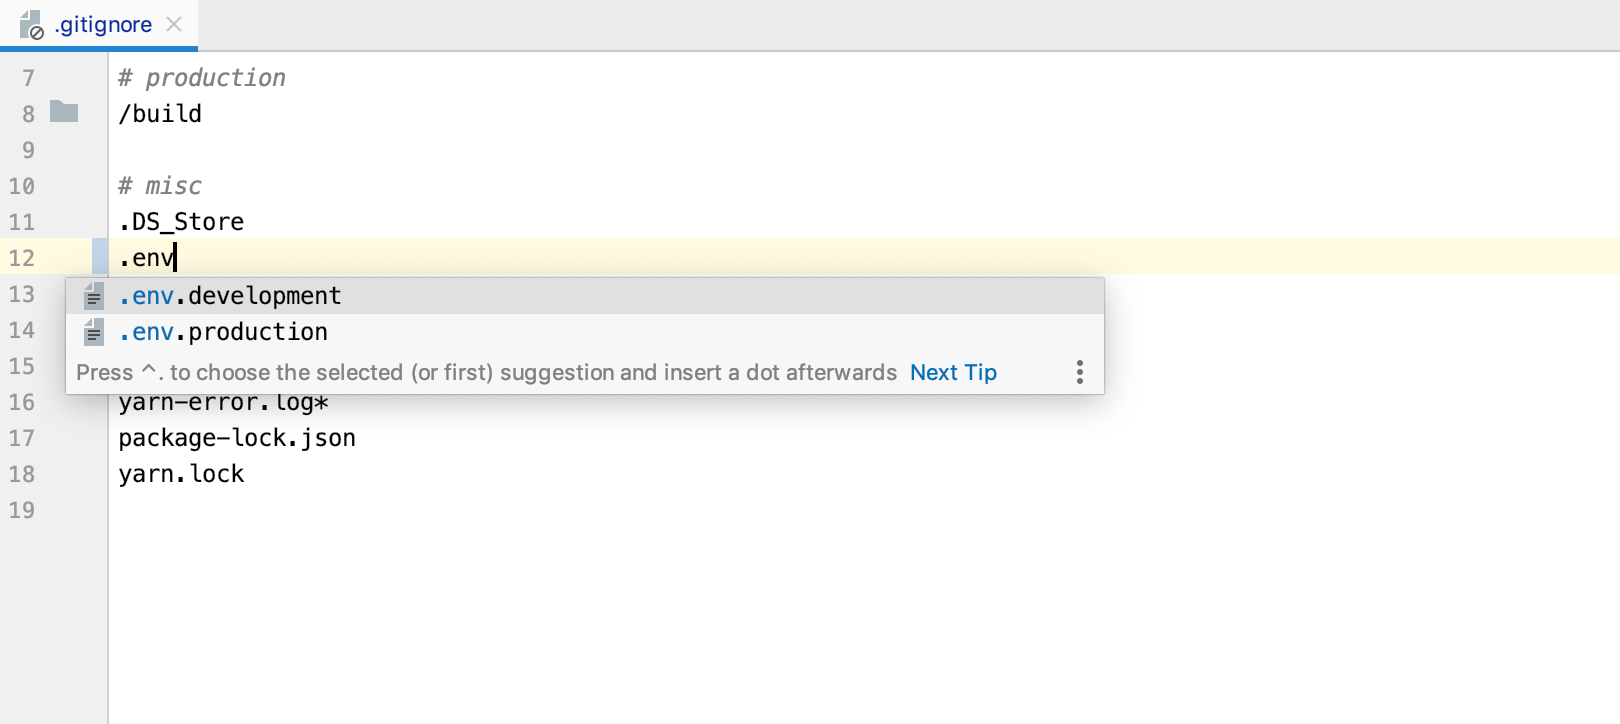 .gitignore
7 # production
8 /build
9
10 # misc
11 .DS_Store
12 .env
13 .env.development
14 .env.production
15 Press ^. to choose the selected (or first) suggestion and insert a dot afterwards Next Tip
16 yarn-error.log*
17 package-lock.json
18 yarn.lock
19